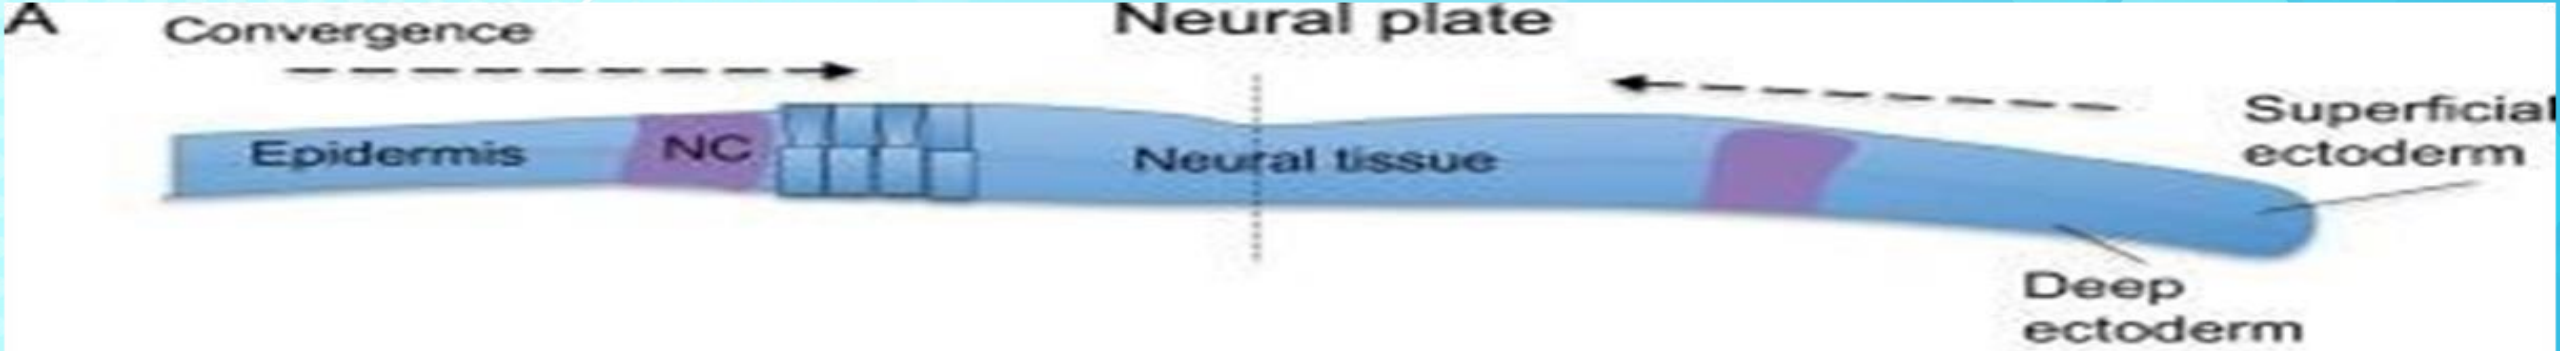 A
Convergence
Neural plate
Superficial
ectoderm
Epidermis
NC
Neural tissue
Deep
ectoderm